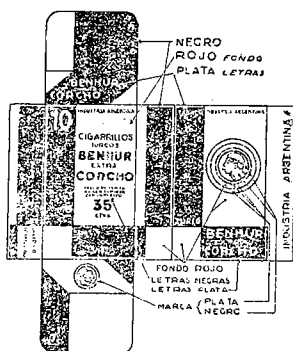 NEGRO
ROJO FONDO
PLATA LETRAS
BENHUR
CORCHO
INDUSTRIA ARGENTINA
INDUSTRIA ARGENTINA
10
CIGARRILLOS
TURCOS
BENHUR
EXTRA
CORCHO
35
CTVS.
BENHUR
CORCHO
INDUSTRIA ARGENTINA
FONDO ROJO
LETRAS NEGRAS
LETRAS PLATA
MARCA { PLATA
NEGRO